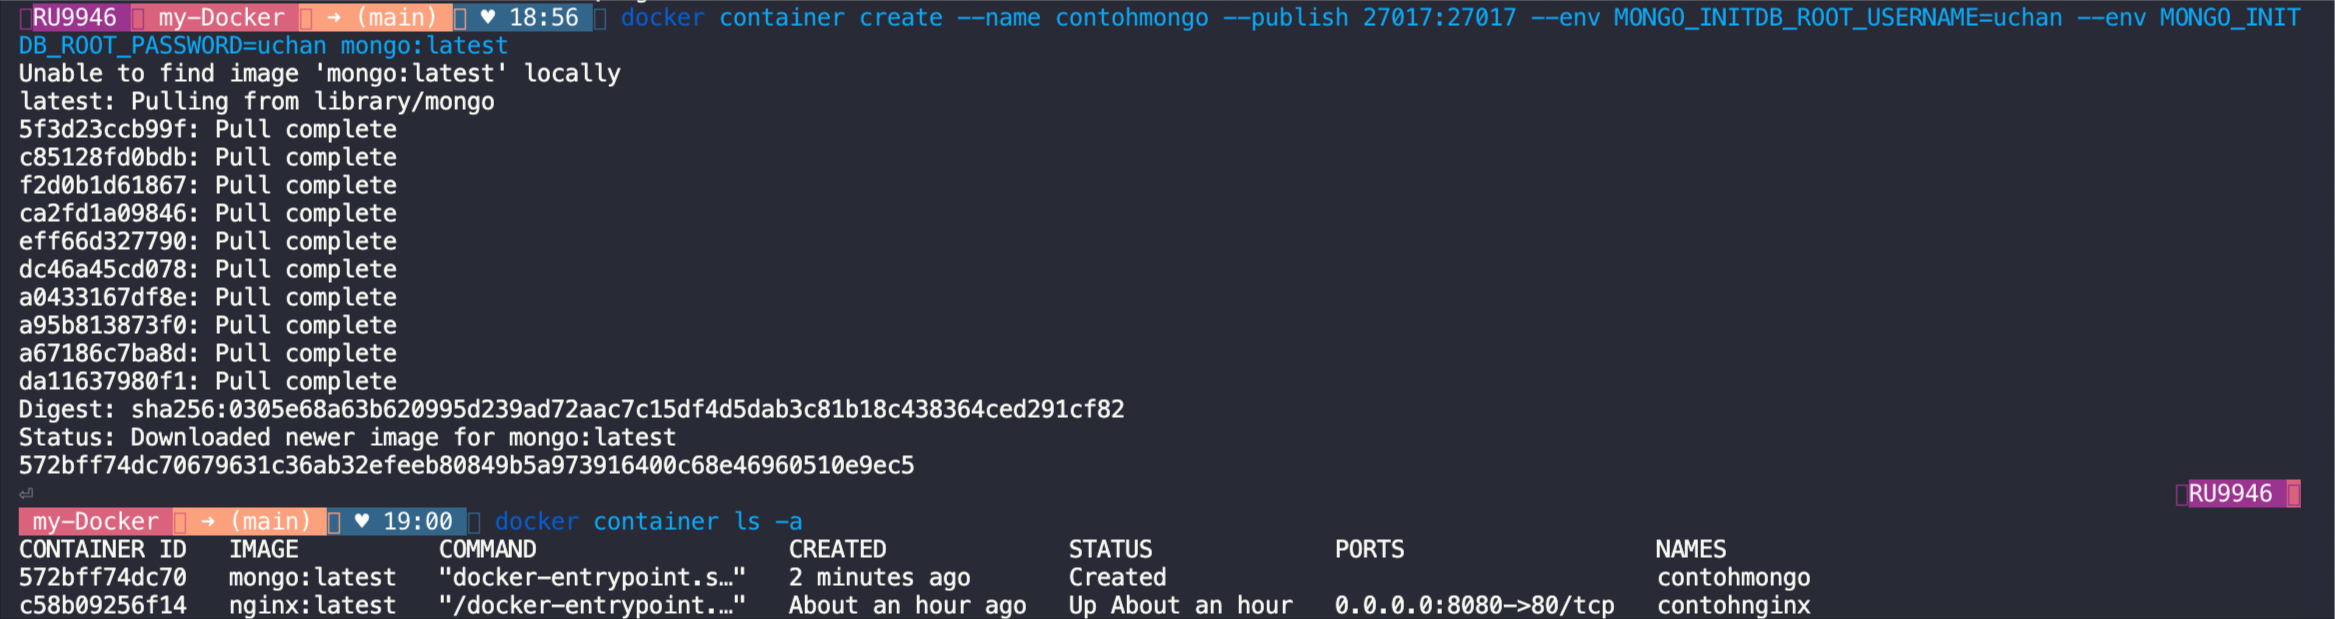 RU9946 my-Docker ➜ (main) ♥ 18:56 docker container create --name contohmongo --publish 27017:27017 --env MONGO_INITDB_ROOT_USERNAME=uchan --env MONGO_INIT
DB_ROOT_PASSWORD=uchan mongo:latest
Unable to find image 'mongo:latest' locally
latest: Pulling from library/mongo
5f3d23ccb99f: Pull complete
c85128fd0bdb: Pull complete
f2d0b1d61867: Pull complete
ca2fd1a09846: Pull complete
eff66d327790: Pull complete
dc46a45cd078: Pull complete
a0433167df8e: Pull complete
a95b813873f0: Pull complete
a67186c7ba8d: Pull complete
da11637980f1: Pull complete
Digest: sha256:0305e68a63b620995d239ad72aac7c15df4d5dab3c81b18c438364ced291cf82
Status: Downloaded newer image for mongo:latest
572bff74dc70679631c36ab32efeeb80849b5a973916400c68e46960510e9ec5
⏎ RU9946
my-Docker ➜ (main) ♥ 19:00 docker container ls -a
CONTAINER ID IMAGE COMMAND CREATED STATUS PORTS NAMES
572bff74dc70 mongo:latest "docker-entrypoint.s…" 2 minutes ago Created contohmongo
c58b09256f14 nginx:latest "/docker-entrypoint.…" About an hour ago Up About an hour 0.0.0.0:8080->80/tcp contohnginx